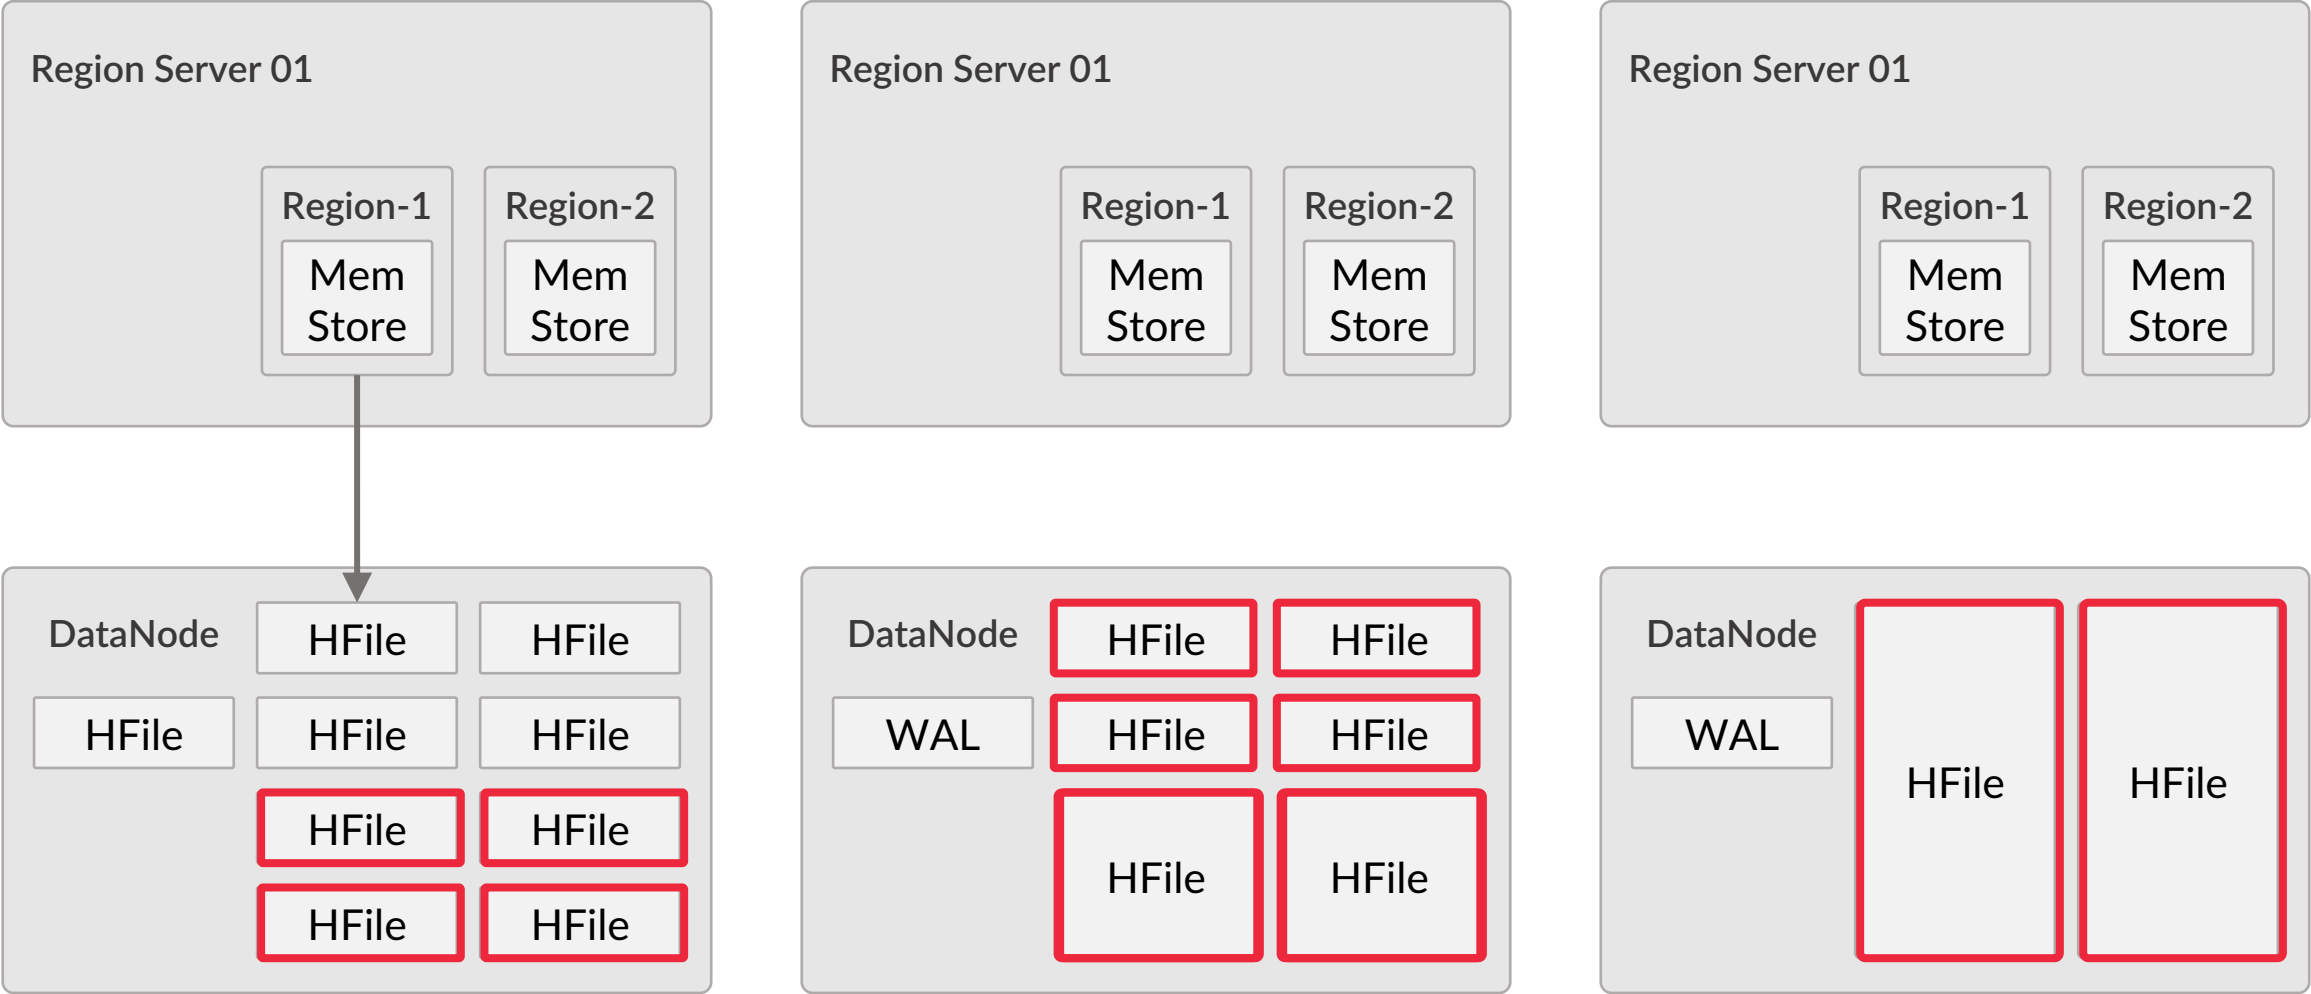 Region Server 01
Region-1
Mem
Store
Region-2
Mem
Store
Region Server 01
Region-1
Mem
Store
Region-2
Mem
Store
Region Server 01
Region-1
Mem
Store
Region-2
Mem
Store
DataNode
HFile
HFile
HFile
HFile
HFile
HFile
HFile
HFile
HFile
DataNode
HFile
HFile
WAL
HFile
HFile
HFile
HFile
DataNode
WAL
HFile
HFile